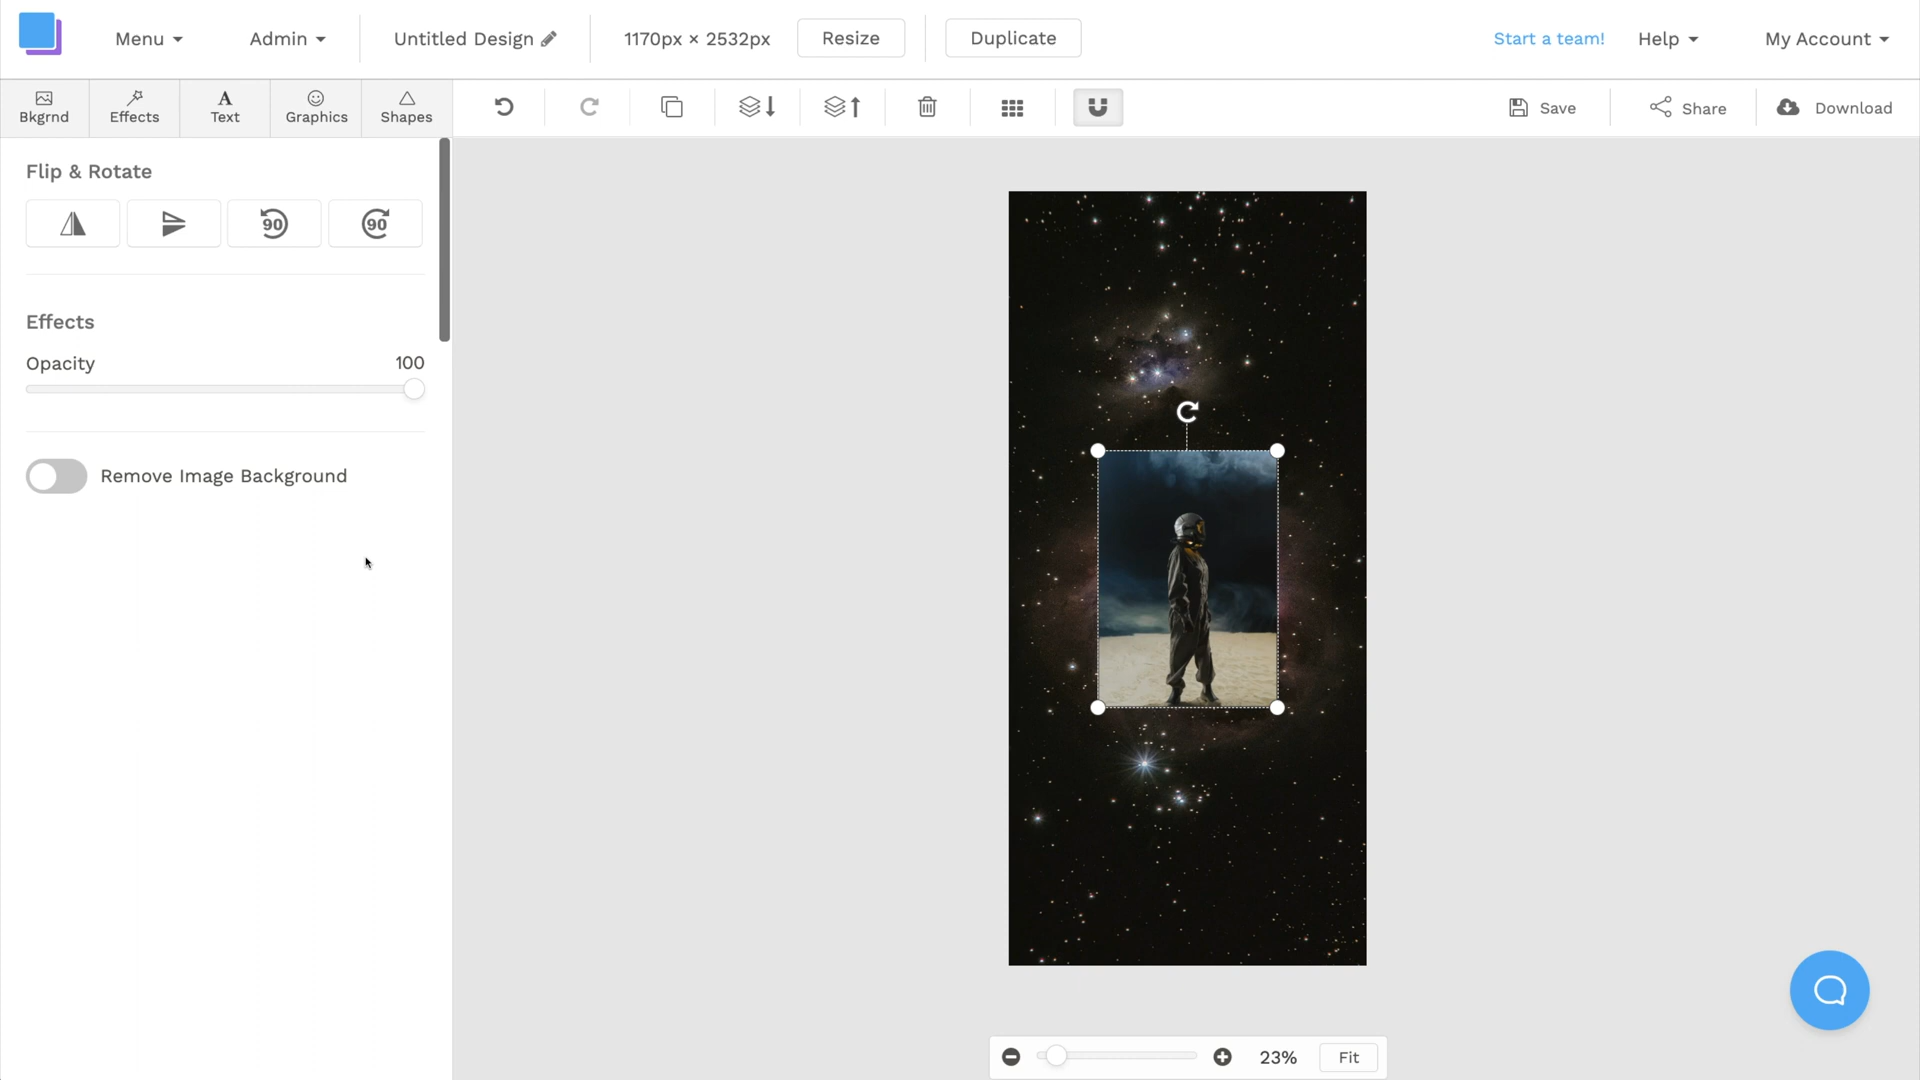 Menu Admin Untitled Design 1170px × 2532px Resize Duplicate Start a team! Help My Account
Bkgrnd Effects Text Graphics Shapes Save Share Download
Flip & Rotate
90 90
Effects
Opacity 100
Remove Image Background
23% Fit